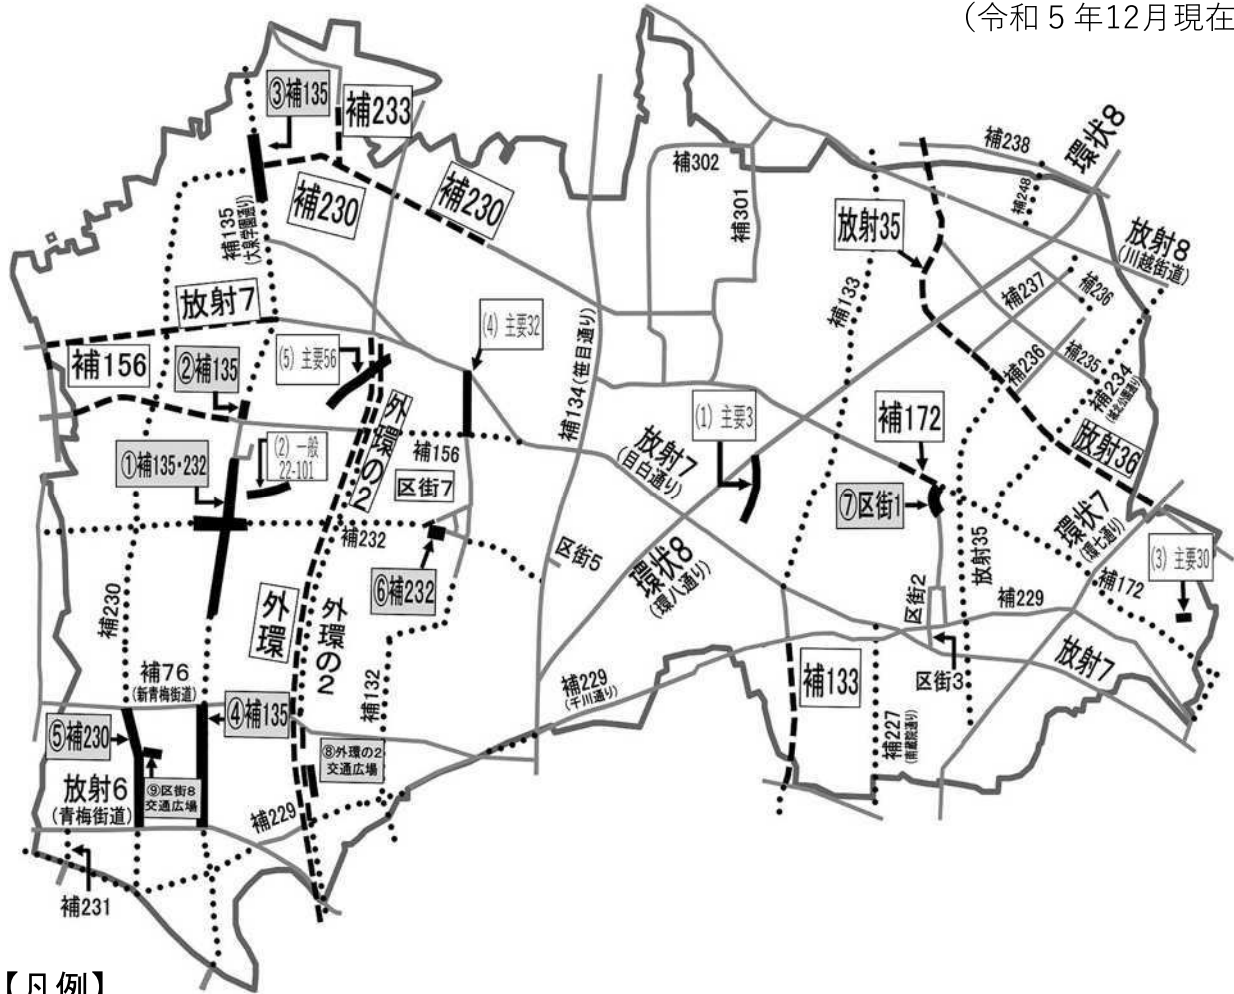 (令和5年12月現在
③補135
補233
補238
環状8
補302
補248
補230
補230
補135
(大泉学園通り)
補301
放射35
放射8
(川越街道)
放射7
補133
補237
補236
(4) 主要32
補156
②補135
(5) 主要56
補134(笹目通り)
補236
補235
補234
(城北公園通り)
外環の2
(1) 主要3
補172
放射7
(目白通り)
放射36
①補135・232
(2) 一般
22-101
補156
区街7
⑦区街1
環状7
(環七通り)
補232
区街5
放射35
(3) 主要30
環状8
(環八通り)
⑥補232
補172
補230
外環
外環の2
区街2
補229
補76
(新青梅街道)
放射7
補132
補229
(千川通り)
補133
区街3
④補135
⑤補230
補227
(南蔵院通り)
⑧外環の2
交通広場
放射6
(青梅街道)
⑨区街8
交通広場
補229
補231
【凡例】